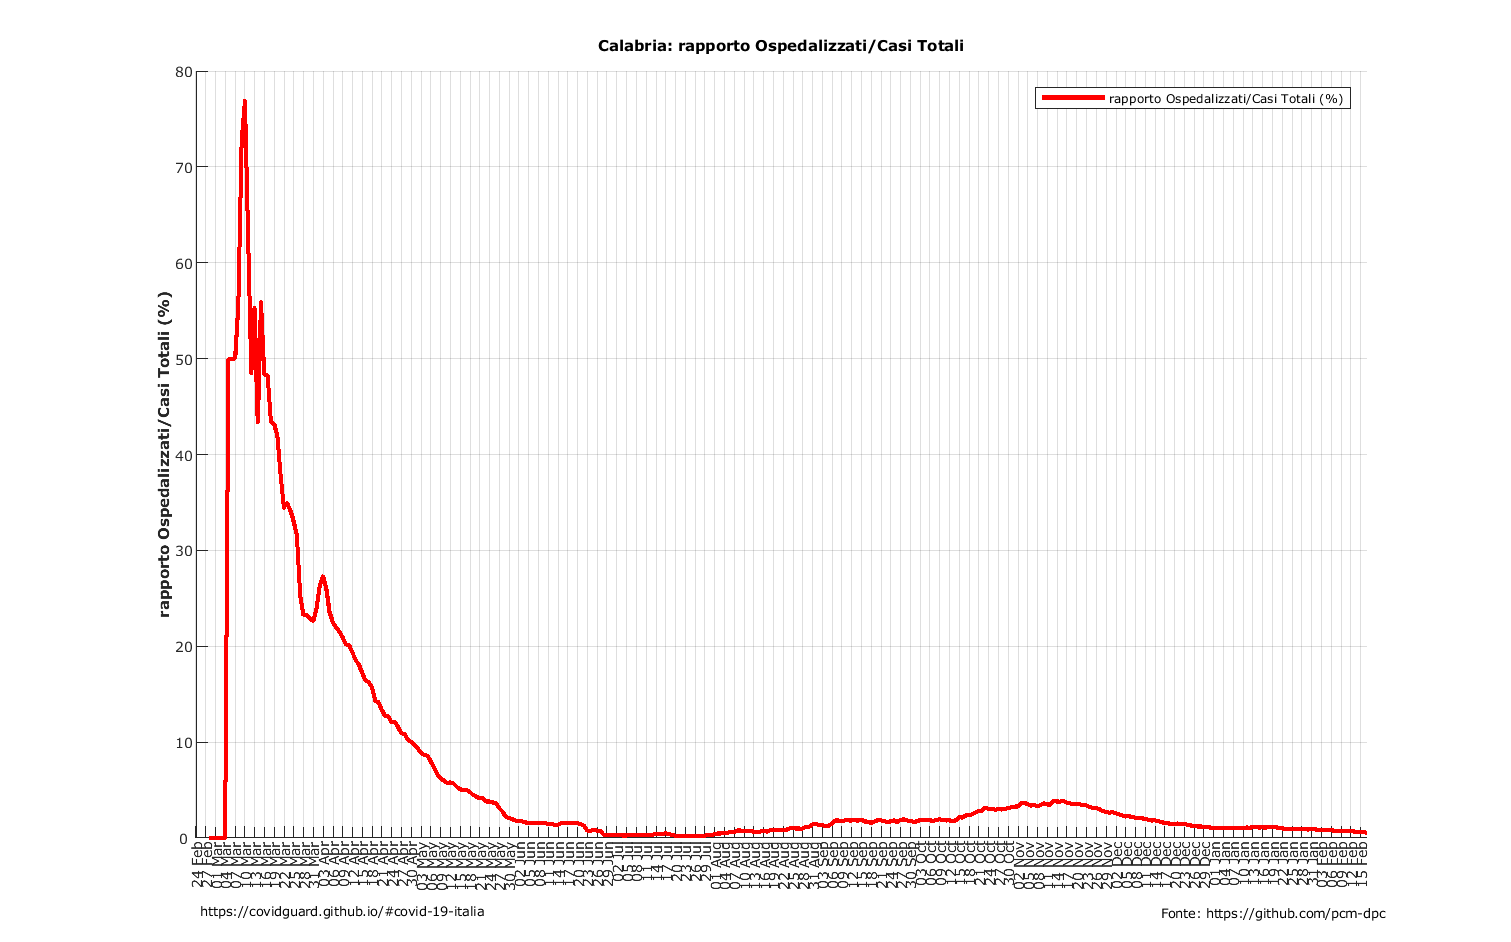 Calabria: rapporto Ospedalizzati/Casi Totali
rapporto Ospedalizzati/Casi Totali (%)
rapporto Ospedalizzati/Casi Totali (%)
80
70
60
50
40
30
20
10
0
24 Feb
27 Feb
01 Mar
04 Mar
07 Mar
10 Mar
13 Mar
16 Mar
19 Mar
22 Mar
25 Mar
28 Mar
31 Mar
03 Apr
06 Apr
09 Apr
12 Apr
15 Apr
18 Apr
21 Apr
24 Apr
27 Apr
30 Apr
03 May
06 May
09 May
12 May
15 May
18 May
21 May
24 May
27 May
30 May
02 Jun
05 Jun
08 Jun
11 Jun
14 Jun
17 Jun
20 Jun
23 Jun
26 Jun
29 Jun
02 Jul
05 Jul
08 Jul
11 Jul
14 Jul
17 Jul
20 Jul
23 Jul
26 Jul
29 Jul
01 Aug
04 Aug
07 Aug
10 Aug
13 Aug
16 Aug
19 Aug
22 Aug
25 Aug
28 Aug
31 Aug
03 Sep
06 Sep
09 Sep
12 Sep
15 Sep
18 Sep
21 Sep
24 Sep
27 Sep
30 Sep
03 Oct
06 Oct
09 Oct
12 Oct
15 Oct
18 Oct
21 Oct
24 Oct
27 Oct
30 Oct
02 Nov
05 Nov
08 Nov
11 Nov
14 Nov
17 Nov
20 Nov
23 Nov
26 Nov
29 Nov
02 Dec
05 Dec
08 Dec
11 Dec
14 Dec
17 Dec
20 Dec
23 Dec
26 Dec
29 Dec
01 Jan
04 Jan
07 Jan
10 Jan
13 Jan
16 Jan
19 Jan
22 Jan
25 Jan
28 Jan
31 Jan
03 Feb
06 Feb
09 Feb
12 Feb
15 Feb
https://covidguard.github.io/#covid-19-italia
Fonte: https://github.com/pcm-dpc